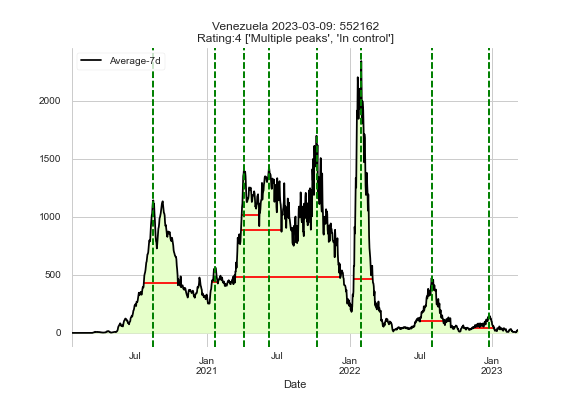 Venezuela 2023-03-09: 552162
Rating:4 ['Multiple peaks', 'In control']
Average-7d
2000
1500
1000
500
0
Jul
Jan
2021
Jul
Jan
2022
Jul
Jan
2023
Date